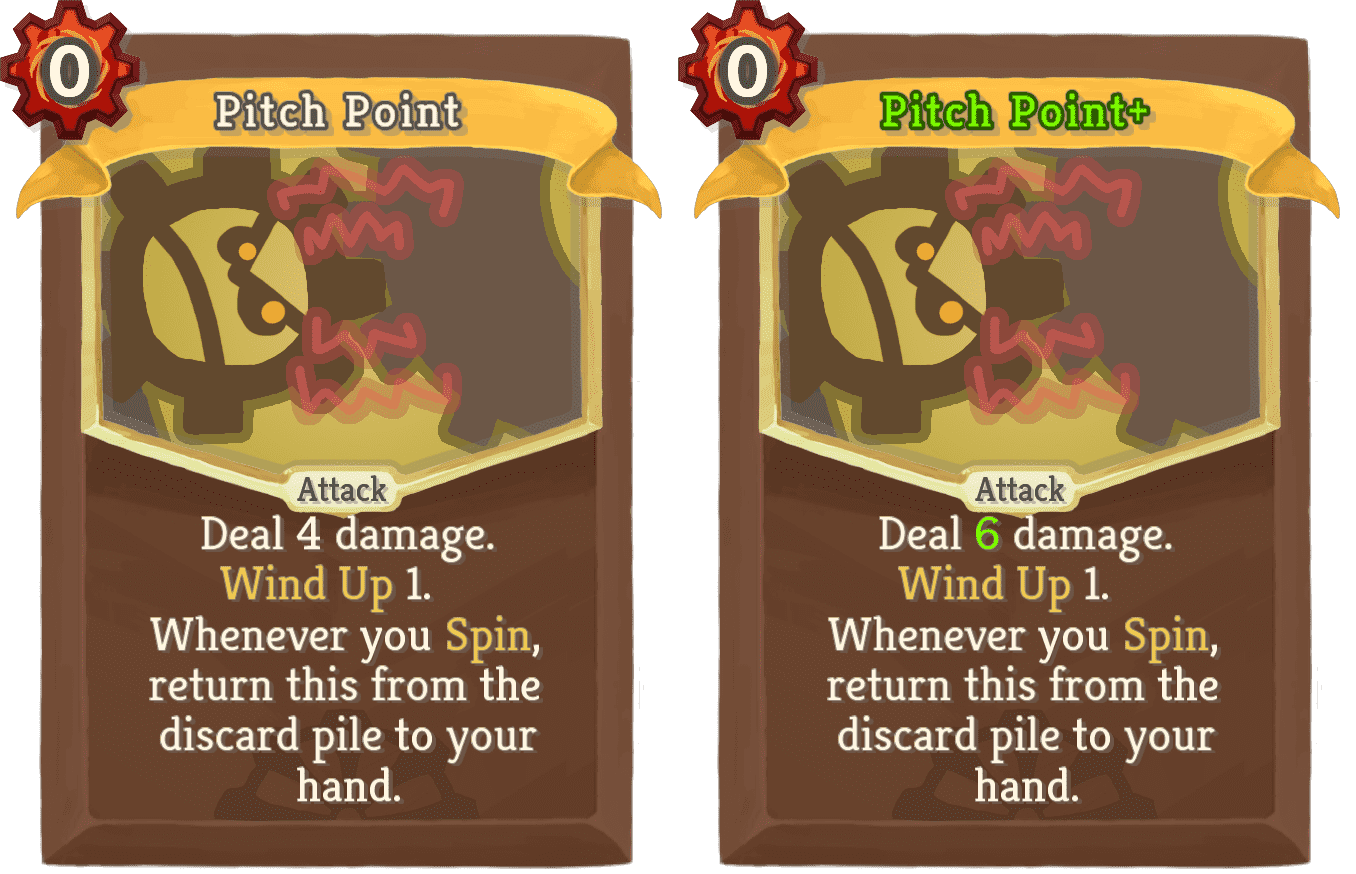 0
Pitch Point
Attack
Deal 4 damage.
Wind Up 1.
Whenever you Spin,
return this from the
discard pile to your
hand.
0
Pitch Point+
Attack
Deal 6 damage.
Wind Up 1.
Whenever you Spin,
return this from the
discard pile to your
hand.